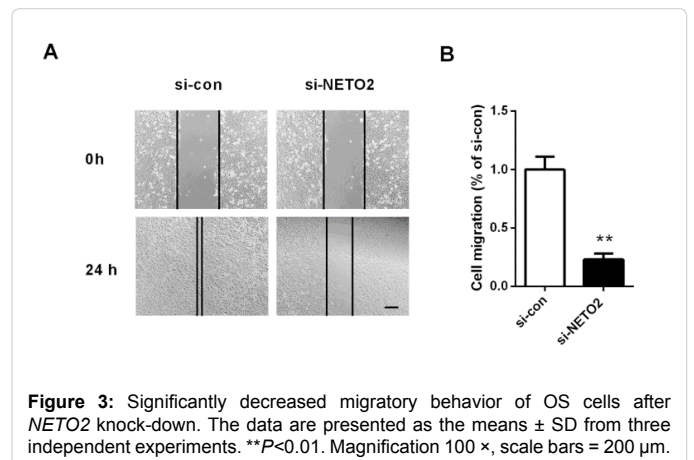 A
si-con si-NETO2
0h
24 h
B
Cell migration (% of si-con)
1.5
1.0
0.5
0.0
**
si-con
si-NETO2
Figure 3: Significantly decreased migratory behavior of OS cells after
NETO2 knock-down. The data are presented as the means ± SD from three
independent experiments. **P<0.01. Magnification 100 ×, scale bars = 200 µm.